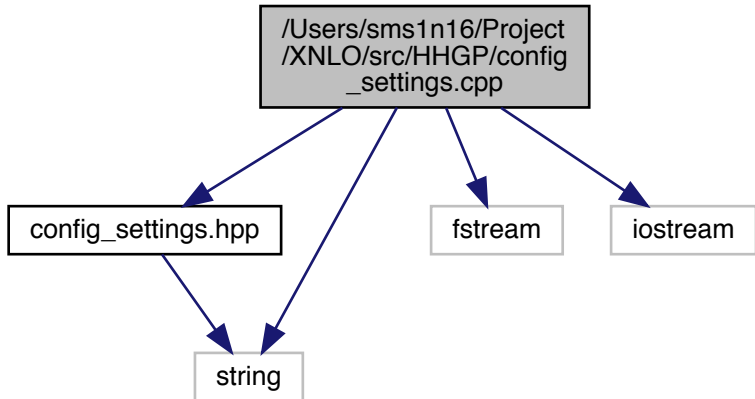 /Users/sms1n16/Project
/XNLO/src/HHGP/config
_settings.cpp
config_settings.hpp
fstream
iostream
string